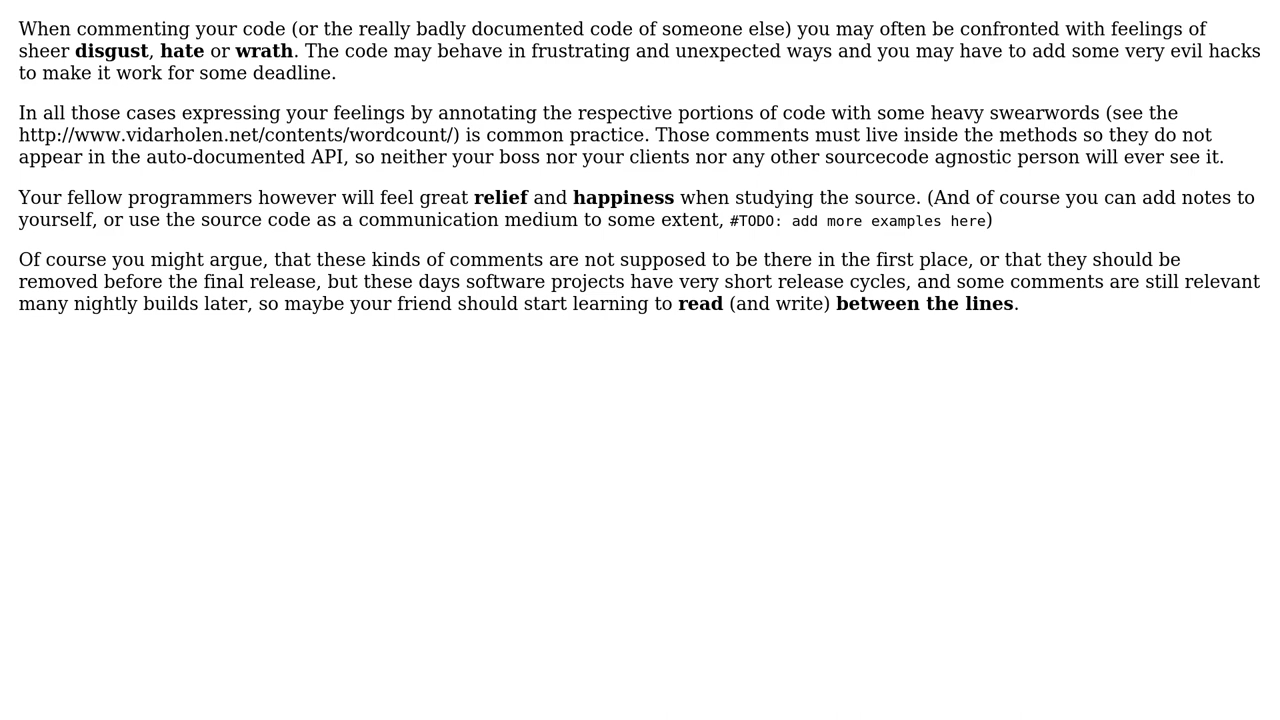 When commenting your code (or the really badly documented code of someone else) you may often be confronted with feelings of
sheer disgust, hate or wrath. The code may behave in frustrating and unexpected ways and you may have to add some very evil hacks
to make it work for some deadline.
In all those cases expressing your feelings by annotating the respective portions of code with some heavy swearwords (see the
http://www.vidarholen.net/contents/wordcount/) is common practice. Those comments must live inside the methods so they do not
appear in the auto-documented API, so neither your boss nor your clients nor any other sourcecode agnostic person will ever see it.
Your fellow programmers however will feel great relief and happiness when studying the source. (And of course you can add notes to
yourself, or use the source code as a communication medium to some extent, #TODO: add more examples here)
Of course you might argue, that these kinds of comments are not supposed to be there in the first place, or that they should be
removed before the final release, but these days software projects have very short release cycles, and some comments are still relevant
many nightly builds later, so maybe your friend should start learning to read (and write) between the lines.